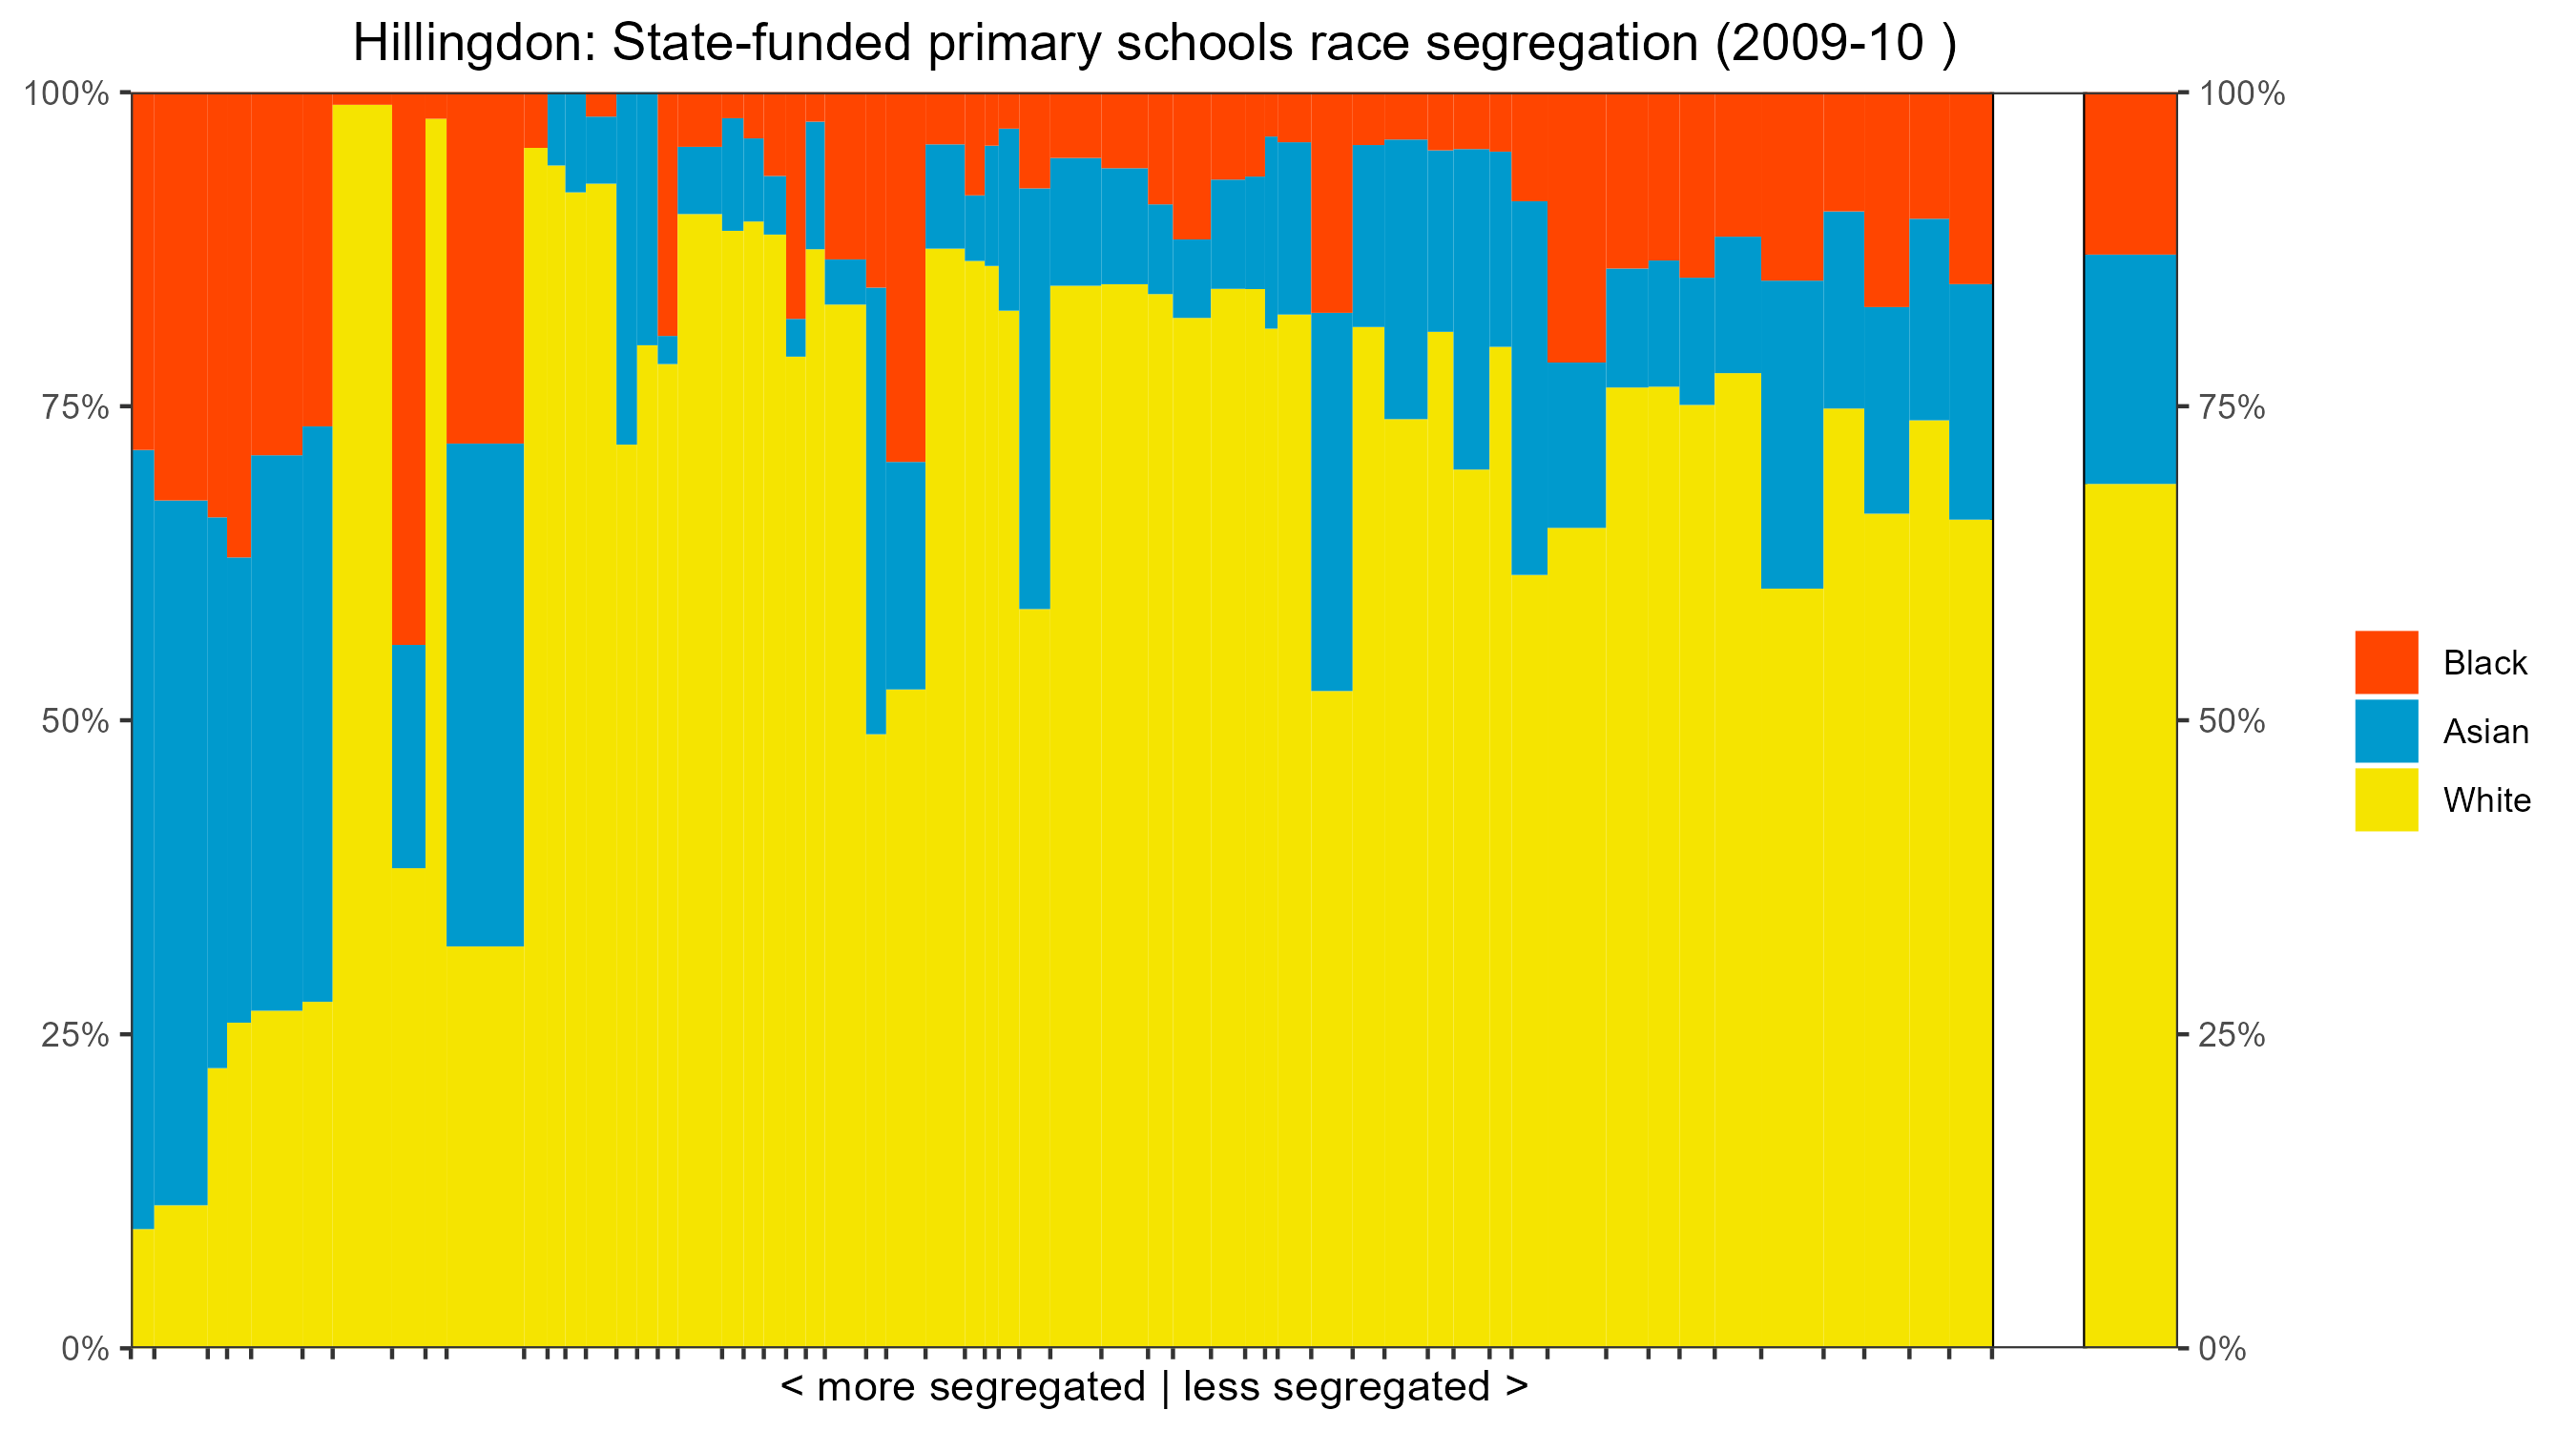 Hillingdon: State-funded primary schools race segregation (2009-10 )
100%
75%
50%
25%
0%
100%
75%
50%
25%
0%
Black
Asian
White
< more segregated | less segregated >